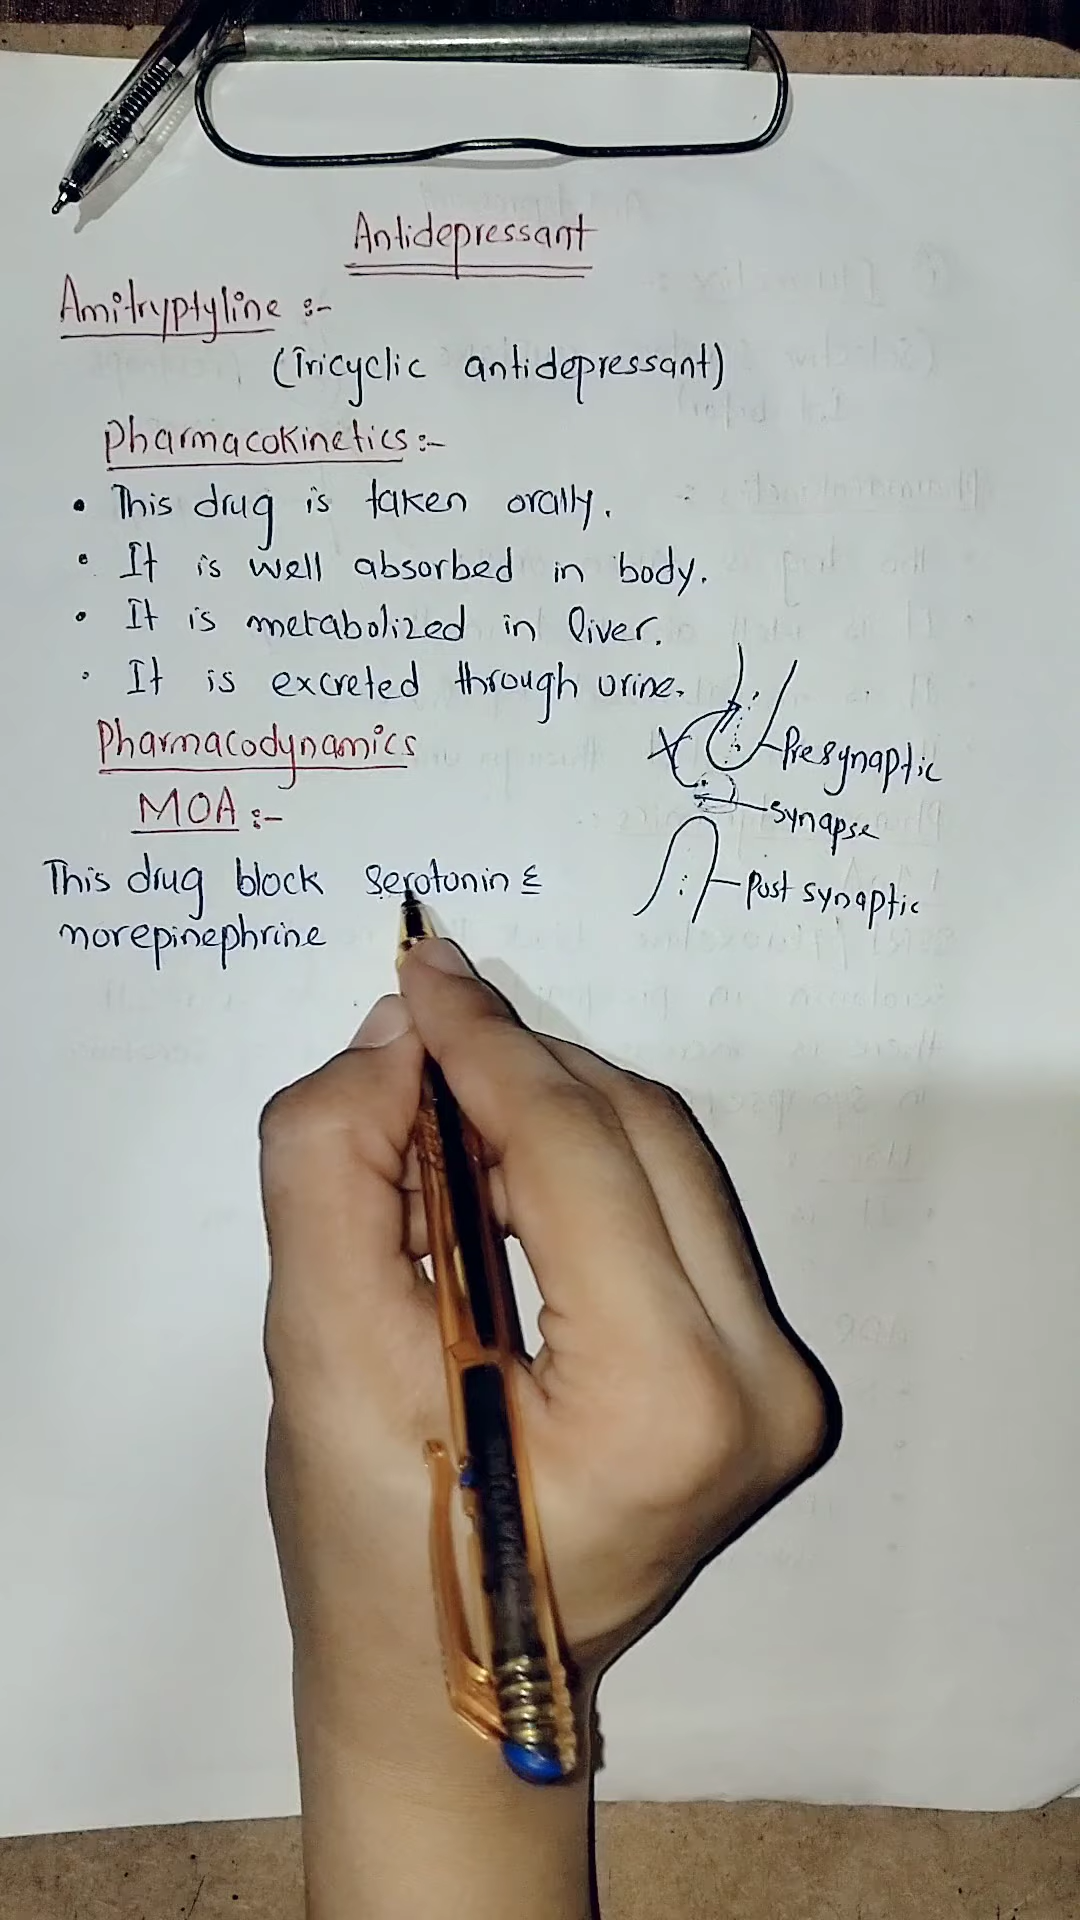 Antidepressant
Amitryptyline :-
(Tricyclic antidepressant)
Pharmacokinetics :-
• This drug is taken orally.
• It is well absorbed in body.
• It is metabolized in liver.
• It is excreted through urine.
Pharmacodynamics
MOA :-
This drug block serotonin &
norepinephrine
Presynaptic
synapse
Post synaptic